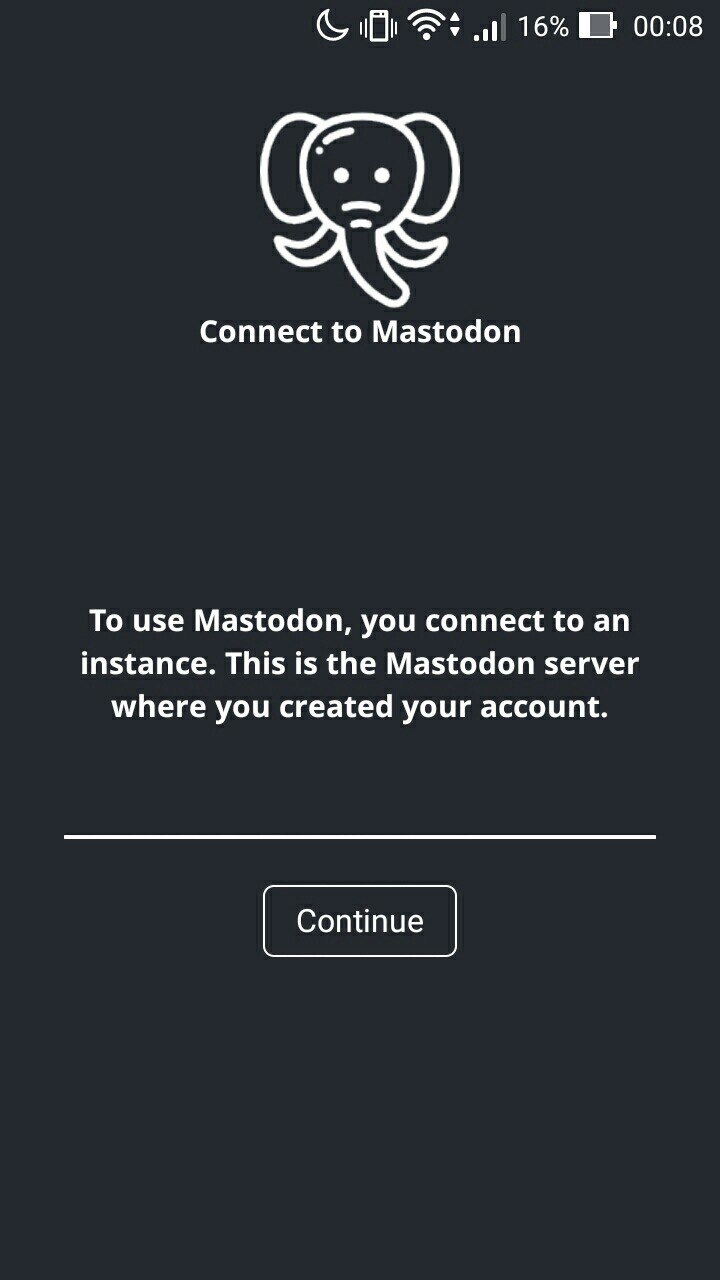 16% 00:08
Connect to Mastodon
To use Mastodon, you connect to an
instance. This is the Mastodon server
where you created your account.
Continue